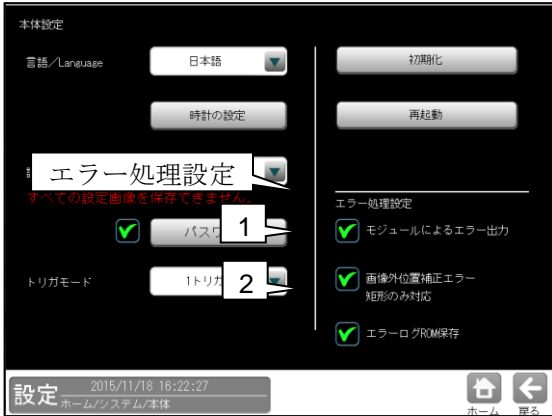 本体設定
言語/Language
日本語
初期化
時計の設定
再起動
エラー処理設定
すべての設定画像を保存できません。
エラー処理設定
パスワ
1
モジュールによるエラー出力
トリガモード
1トリガ
2
画像外位置補正エラー
矩形のみ対応
エラーログROM保存
設定
2015/11/18 16:22:27
ホーム/システム/本体
ホーム
戻る